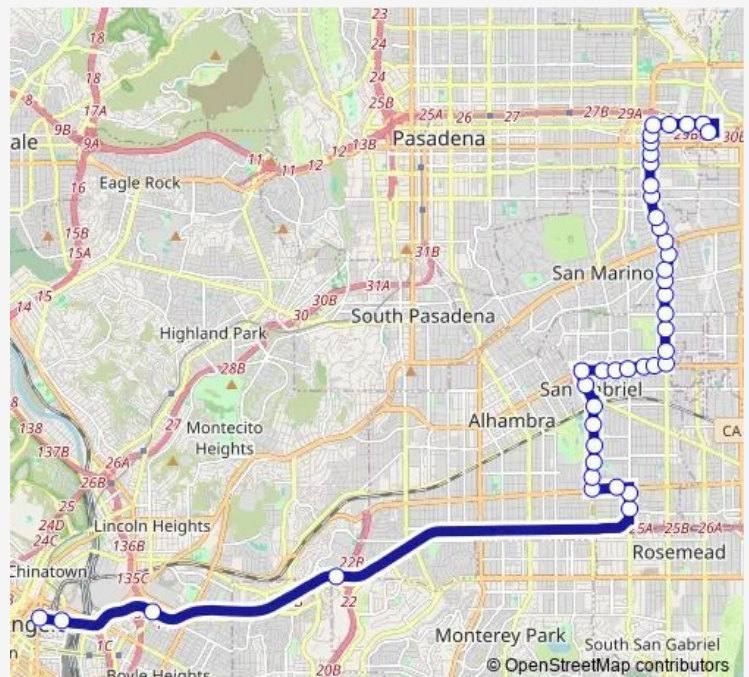 18
23
24
18
25B
25A
26
27
27B
29A
8
17A
9B
9A
ale
13B
Pasadena
29B
30B
11
11
12
12
Eagle Rock
16
15B
15A
31B
San Marino
14
15
30B
31A
30
South Pasadena
Highland Park
28B
San Gabriel
8
138
27
Montecito
Heights
Alhambra
CA
137B
26A
26B
25
24D
24C
Lincoln Heights
136B
25A
25B
26A
Rosemead
Chinatown
135C
22B
22
1C
Monterey Park
South San Gabriel
Boyle Heights
20B
© OpenStreetMap contributors